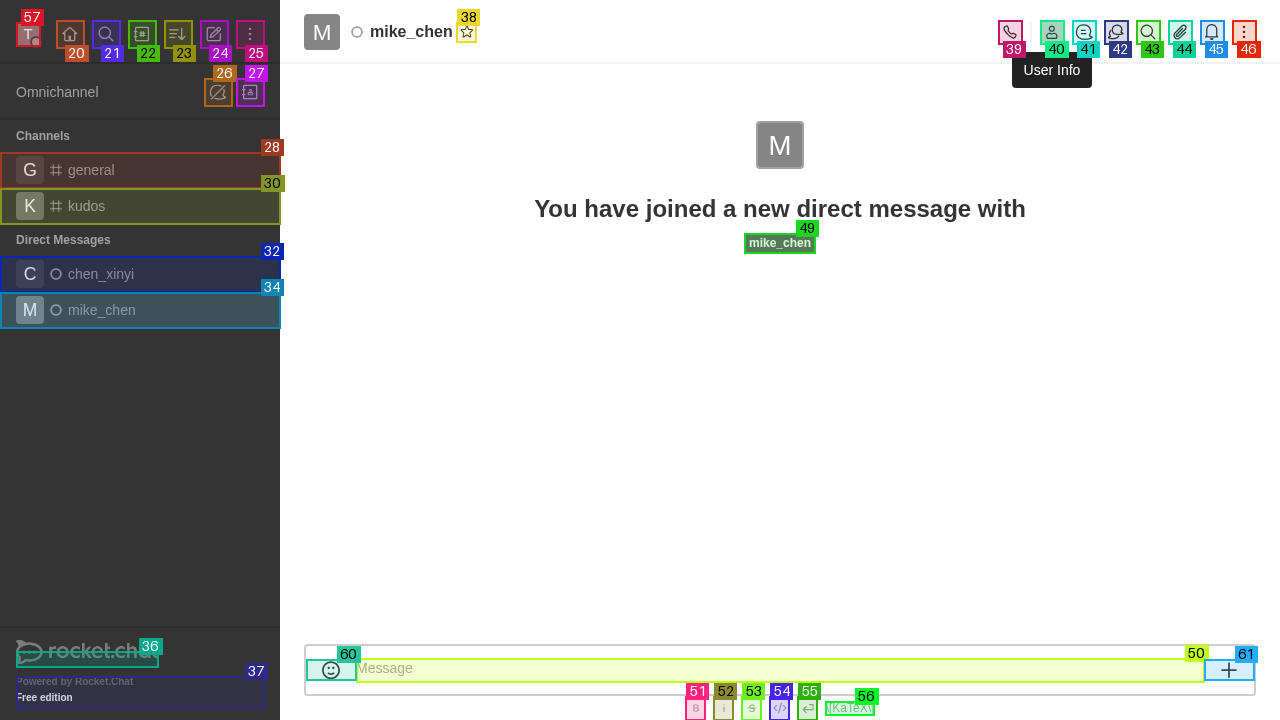 57
T
20
21
22
23
24
25
M
mike_chen
38
39
40
41
42
43
44
45
46
User Info
Omnichannel
26
27
Channels
28
G general
30
K kudos
Direct Messages
32
C chen_xinyi
34
M mike_chen
M
You have joined a new direct message with
49
mike_chen
36
rocket.chat
37
Powered by Rocket.Chat
Free edition
60
Message
50
61
51
52
53
54
55
56
B
i
S
</>
\[KaTeX\]